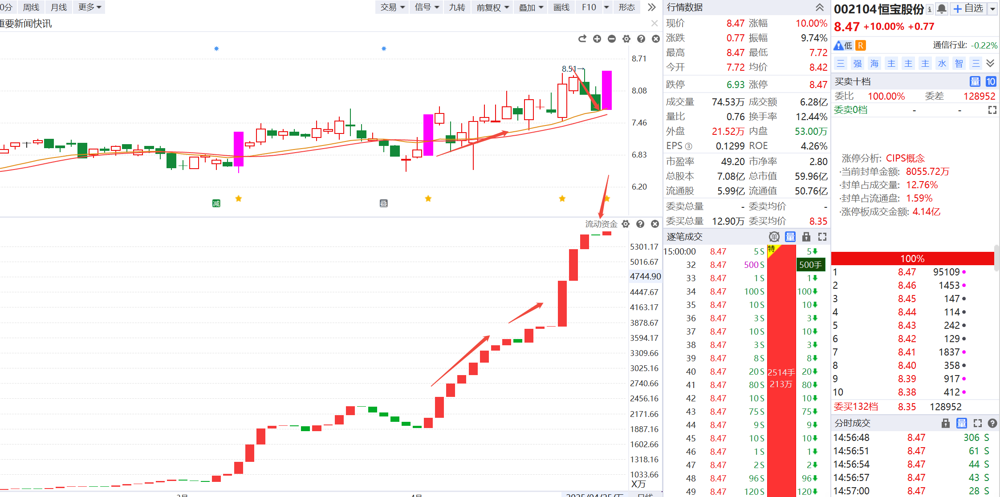 0分 周线 月线 更多 交易 信号 九转 前复权 叠加 画线 F10 形态
重要新闻快讯
8.51→
8.71
8.08
7.46
6.83
6.20
减 叠
流动资金
5301.17
5016.67
4744.90
4447.67
4163.17
3878.67
3594.17
3309.66
3025.16
2740.66
2456.16
2171.66
1887.16
1602.66
1318.16
1033.66
X万
4月 2025/04/25/五 日线
行情数据
现价 8.47 涨幅 10.00%
涨跌 0.77 振幅 9.74%
最高 8.47 最低 7.72
今开 7.72 均价 8.42
跌停 6.93 涨停 8.47
成交量 74.53万 成交额 6.28亿
量比 0.76 换手率 12.44%
外盘 21.52万 内盘 53.00万
EPS ③ 0.1299 ROE 4.26%
市盈率 49.20 市净率 2.80
总股本 7.08亿 总市值 59.96亿
流通股 5.99亿 流通值 50.76亿
委卖总量 - 委卖均价 -
委买总量 12.90万 委买均价 8.35
逐笔成交 单 量
特
15:00:00 8.47 5 S 5
32 8.47 500 S 500手
33 8.47 1 S 1
34 8.47 100 S 100
35 8.47 10 S 10
36 8.47 3 S 3
37 8.47 10 S 10
38 8.47 3 S 3
39 8.47 8 S 8
40 8.47 20 S 2514手 20
41 8.47 80 S 213万 80
42 8.47 10 S 10
43 8.47 75 S 75
44 8.47 9 S 9
45 8.47 10 S 10
46 8.47 1 S 1
47 8.47 2 S 2
48 8.47 96 S 96
49 8.47 120 S 120
002104 恒宝股份 i 自选
8.47 +10.00% +0.77
低 R 通信行业: -0.22%
三 强 海 主 主 主 水 智 三
买卖十档 量 10
委比 100.00% 委差 128952
委卖0档 - -
涨停分析: CIPS概念
·当前封单金额: 8055.72万
·封单占成交量: 12.76%
·封单占流通盘: 1.59%
·涨停板成交金额: 4.14亿
100%
1 8.47 95109
2 8.46 1453
3 8.45 147
4 8.44 114
5 8.43 242
6 8.42 129
7 8.41 1837
8 8.40 358
9 8.39 917
10 8.38 412
委买132档 8.35 128952
分时成交 量
14:56:48 8.47 306 S
14:56:51 8.47 61 S
14:56:54 8.47 44 S
14:56:57 8.47 43 S
14:57:00 8.47 28 S